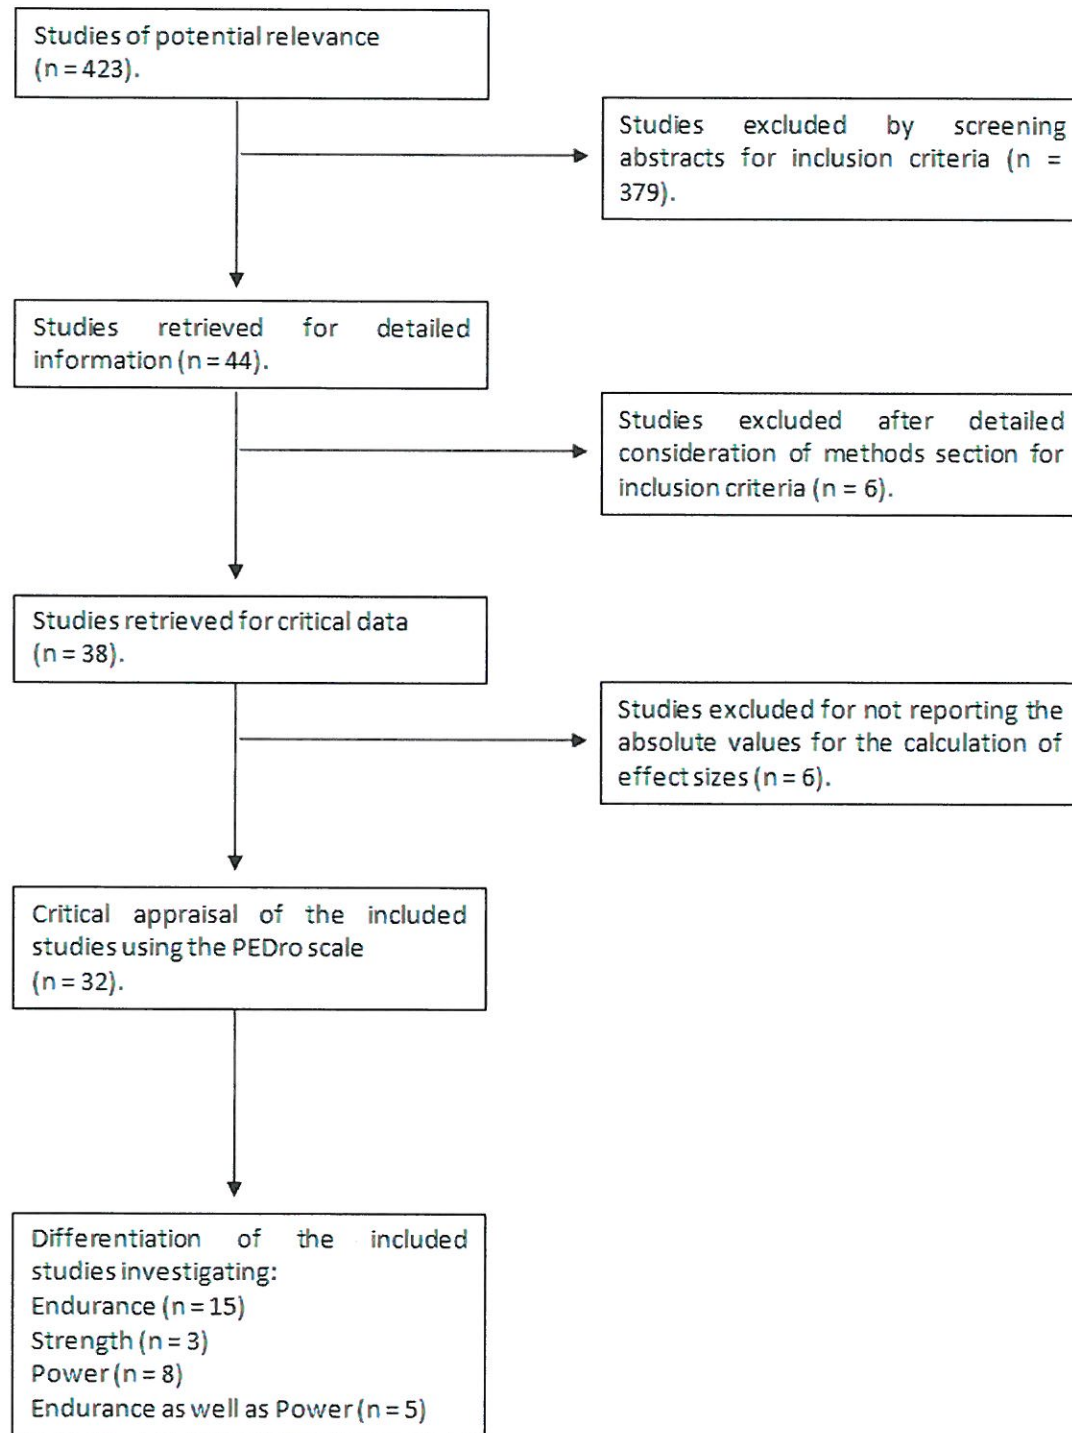 Studies of potential relevance
(n = 423).
Studies excluded by screening
abstracts for inclusion criteria (n =
379).
Studies retrieved for detailed
information (n = 44).
Studies excluded after detailed
consideration of methods section for
inclusion criteria (n = 6).
Studies retrieved for critical data
(n = 38).
Studies excluded for not reporting the
absolute values for the calculation of
effect sizes (n = 6).
Critical appraisal of the included
studies using the PEDro scale
(n = 32).
Differentiation of the included
studies investigating:
Endurance (n = 15)
Strength (n = 3)
Power (n = 8)
Endurance as well as Power (n = 5)